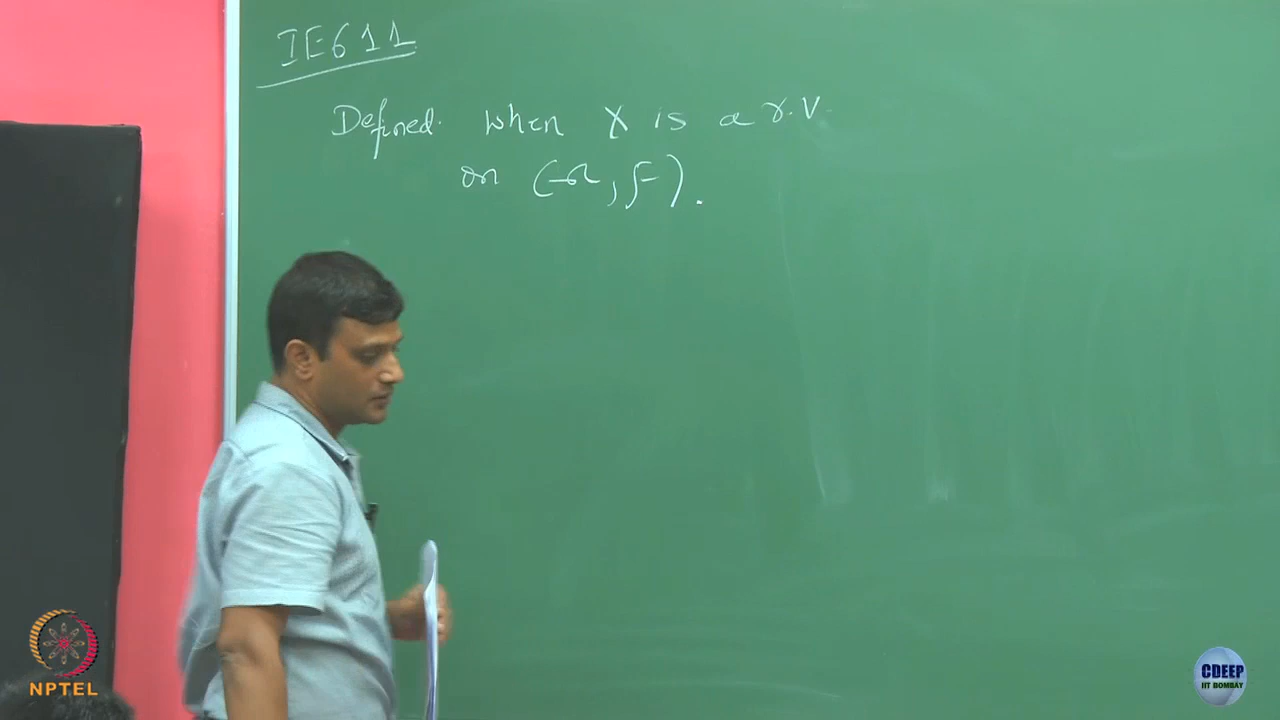 IE611
Defined when X is a r.V.
on (Ω, F).
NPTEL
CDEEP
IIT BOMBAY